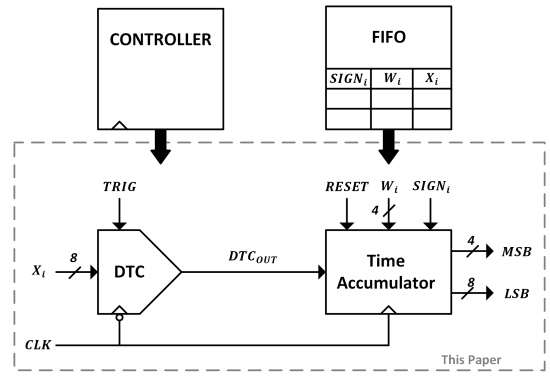 CONTROLLER
FIFO
SIGN_i W_i X_i
TRIG
RESET W_i SIGN_i
4
X_i 8 DTC DTC_OUT Time Accumulator
4 MSB
8 LSB
CLK
This Paper